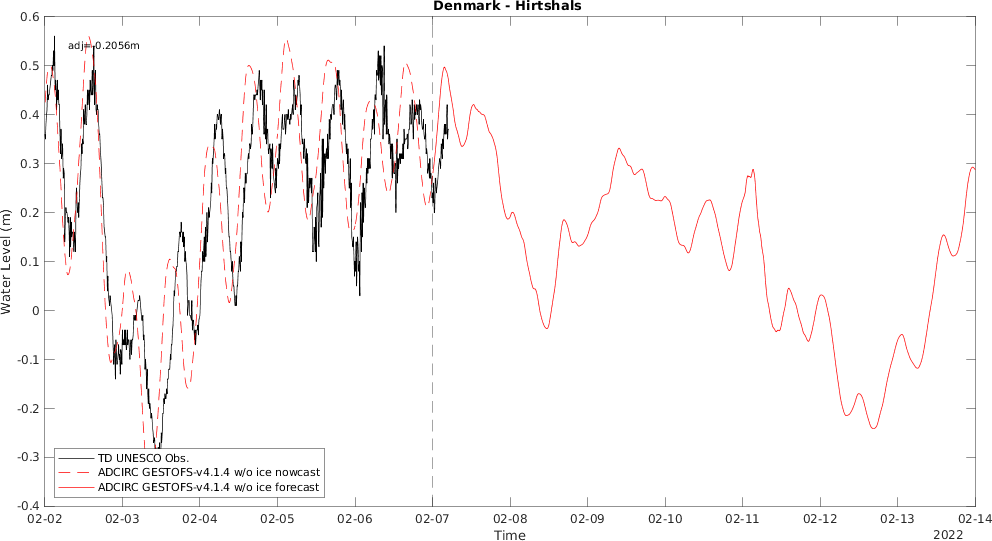 Denmark - Hirtshals
adj=-0.2056m
Water Level (m)
0.6
0.5
0.4
0.3
0.2
0.1
0
-0.1
-0.2
-0.3
-0.4
TD UNESCO Obs.
ADCIRC GESTOFS-v4.1.4 w/o ice nowcast
ADCIRC GESTOFS-v4.1.4 w/o ice forecast
02-02 02-03 02-04 02-05 02-06 02-07 02-08 02-09 02-10 02-11 02-12 02-13 02-14
Time
2022